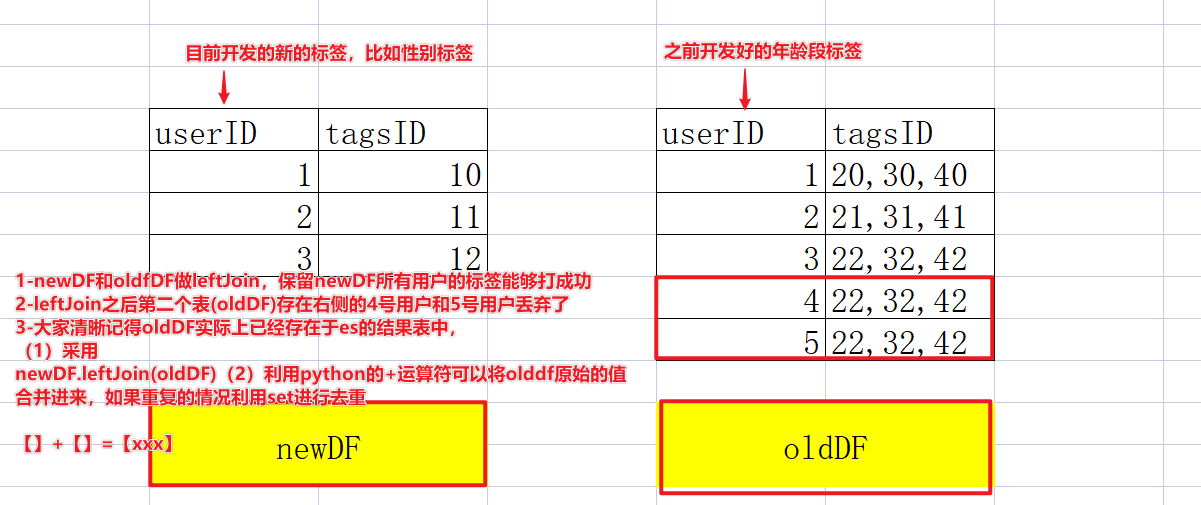 目前开发的新的标签，比如性别标签
之前开发好的年龄段标签
userID tagsID
1 10
2 11
3 12
userID tagsID
1 20,30,40
2 21,31,41
3 22,32,42
4 22,32,42
5 22,32,42
1-newDF和oldfDF做leftJoin，保留newDF所有用户的标签能够打成功
2-leftJoin之后第二个表(oldDF)存在右侧的4号用户和5号用户丢弃了
3-大家清晰记得oldDF实际上已经存在于es的结果表中，
（1）采用
newDF.leftJoin(oldDF)（2）利用python的+运算符可以将olddf原始的值
合并进来，如果重复的情况利用set进行去重
【】+【】=【xxx】
newDF
oldDF